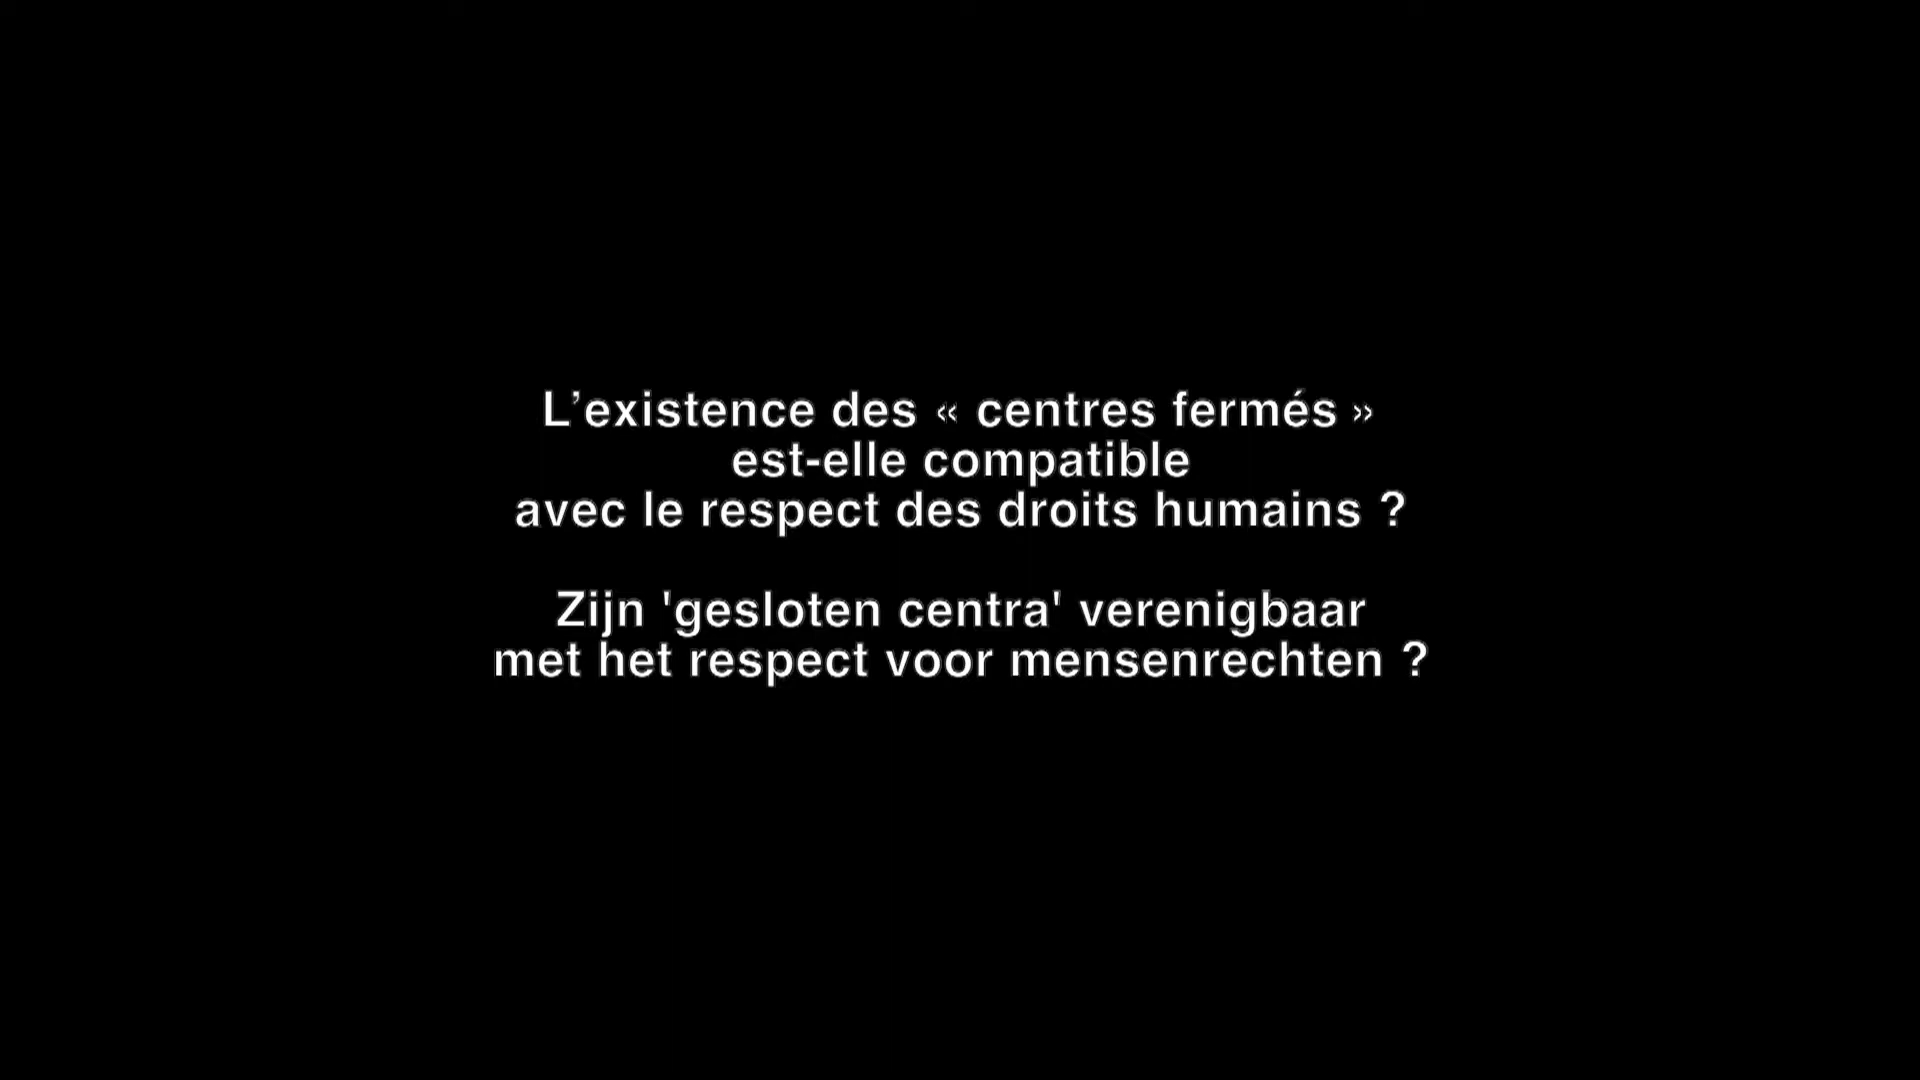 L’existence des « centres fermés »
est-elle compatible
avec le respect des droits humains ?
Zijn 'gesloten centra' verenigbaar
met het respect voor mensenrechten ?